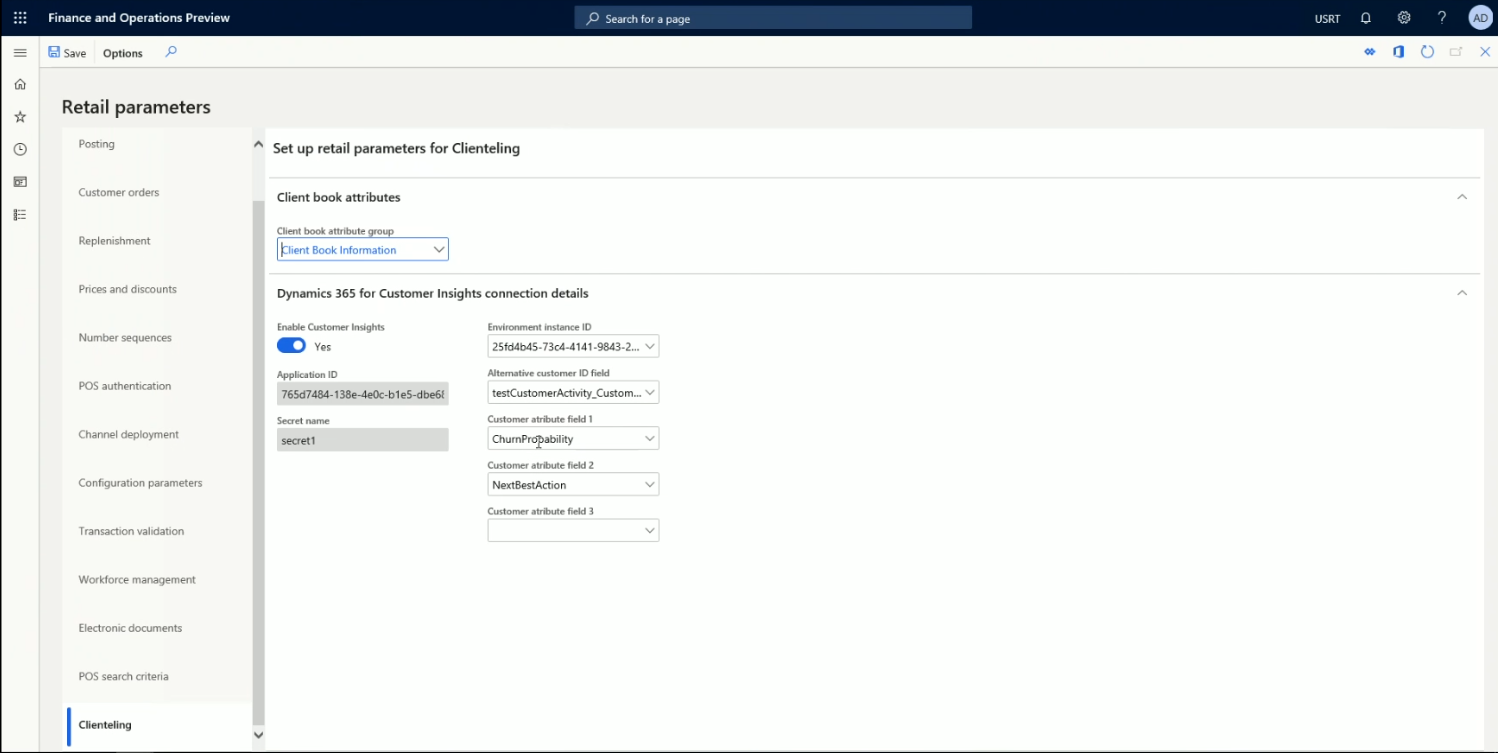 Finance and Operations Preview
Search for a page
USRT
?
AD
Save
Options
Retail parameters
Posting
Customer orders
Replenishment
Prices and discounts
Number sequences
POS authentication
Channel deployment
Configuration parameters
Transaction validation
Workforce management
Electronic documents
POS search criteria
Clienteling
Set up retail parameters for Clienteling
Client book attributes
Client book attribute group
Client Book Information
Dynamics 365 for Customer Insights connection details
Enable Customer Insights
Yes
Application ID
765d7484-138e-4e0c-b1e5-dbe68
Secret name
secret1
Environment instance ID
25fd4b45-73c4-4141-9843-2...
Alternative customer ID field
testCustomerActivity_Custom...
Customer atribute field 1
ChurnProbability
Customer atribute field 2
NextBestAction
Customer atribute field 3